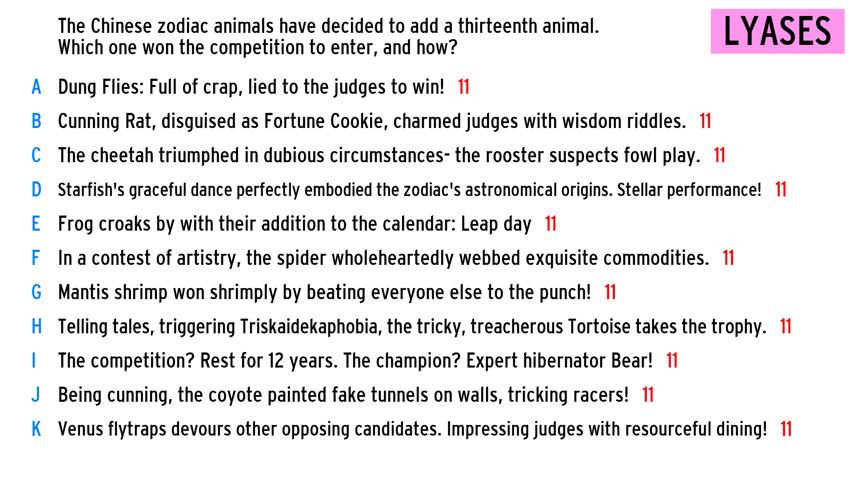 The Chinese zodiac animals have decided to add a thirteenth animal.
Which one won the competition to enter, and how?
LYASES
A Dung Flies: Full of crap, lied to the judges to win! 11
B Cunning Rat, disguised as Fortune Cookie, charmed judges with wisdom riddles. 11
C The cheetah triumphed in dubious circumstances- the rooster suspects fowl play. 11
D Starfish's graceful dance perfectly embodied the zodiac's astronomical origins. Stellar performance! 11
E Frog croaks by with their addition to the calendar: Leap day 11
F In a contest of artistry, the spider wholeheartedly webbed exquisite commodities. 11
G Mantis shrimp won shrimply by beating everyone else to the punch! 11
H Telling tales, triggering Triskaidekaphobia, the tricky, treacherous Tortoise takes the trophy. 11
I The competition? Rest for 12 years. The champion? Expert hibernator Bear! 11
J Being cunning, the coyote painted fake tunnels on walls, tricking racers! 11
K Venus flytraps devours other opposing candidates. Impressing judges with resourceful dining! 11